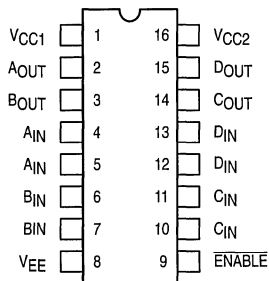 VCC1 1 16 VCC2
AOUT 2 15 DOUT
BOUT 3 14 COUT
AIN 4 13 DIN
AIN 5 12 DIN
BIN 6 11 CIN
BIN 7 10 CIN
VEE 8 9 ENABLE